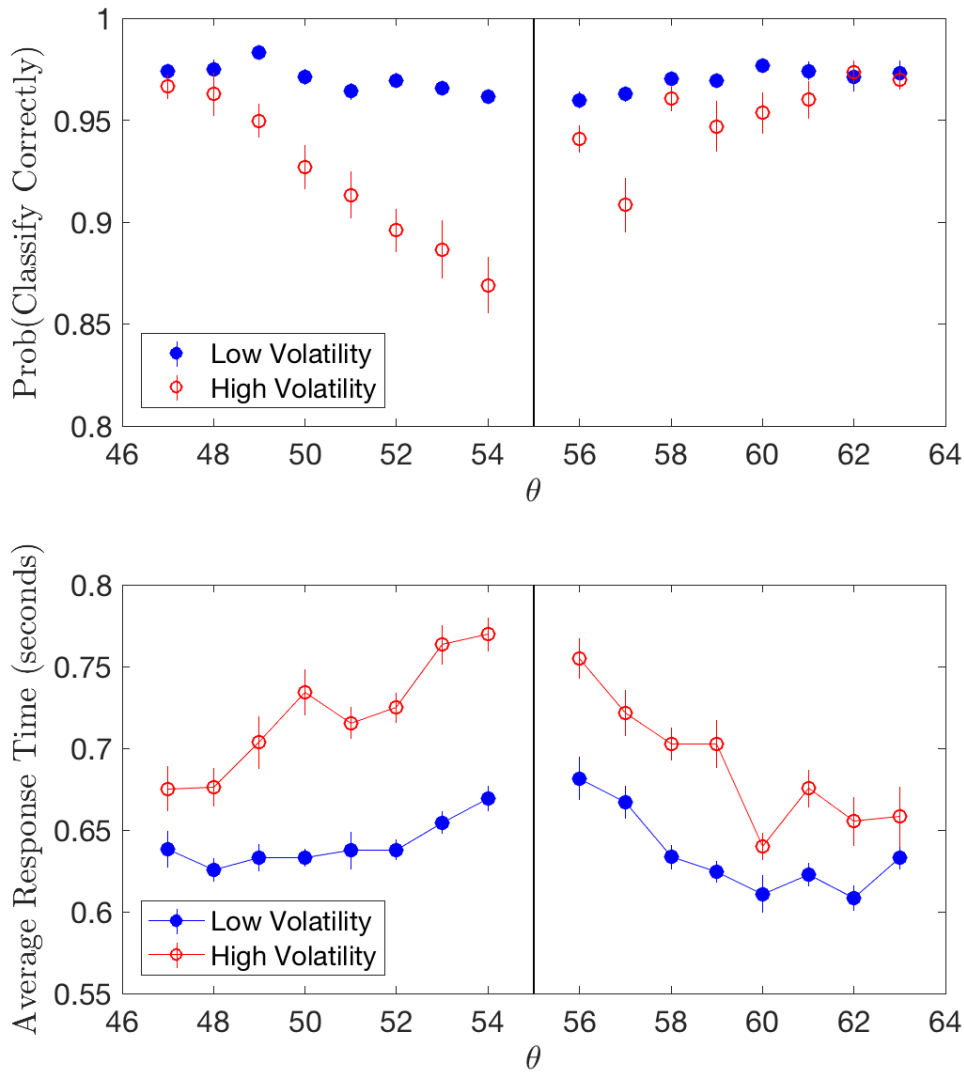 Prob(Classify Correctly)
1
0.95
0.9
0.85
0.8
Low Volatility
High Volatility
46 48 50 52 54 56 58 60 62 64
θ
Average Response Time (seconds)
0.8
0.75
0.7
0.65
0.6
0.55
Low Volatility
High Volatility
46 48 50 52 54 56 58 60 62 64
θ